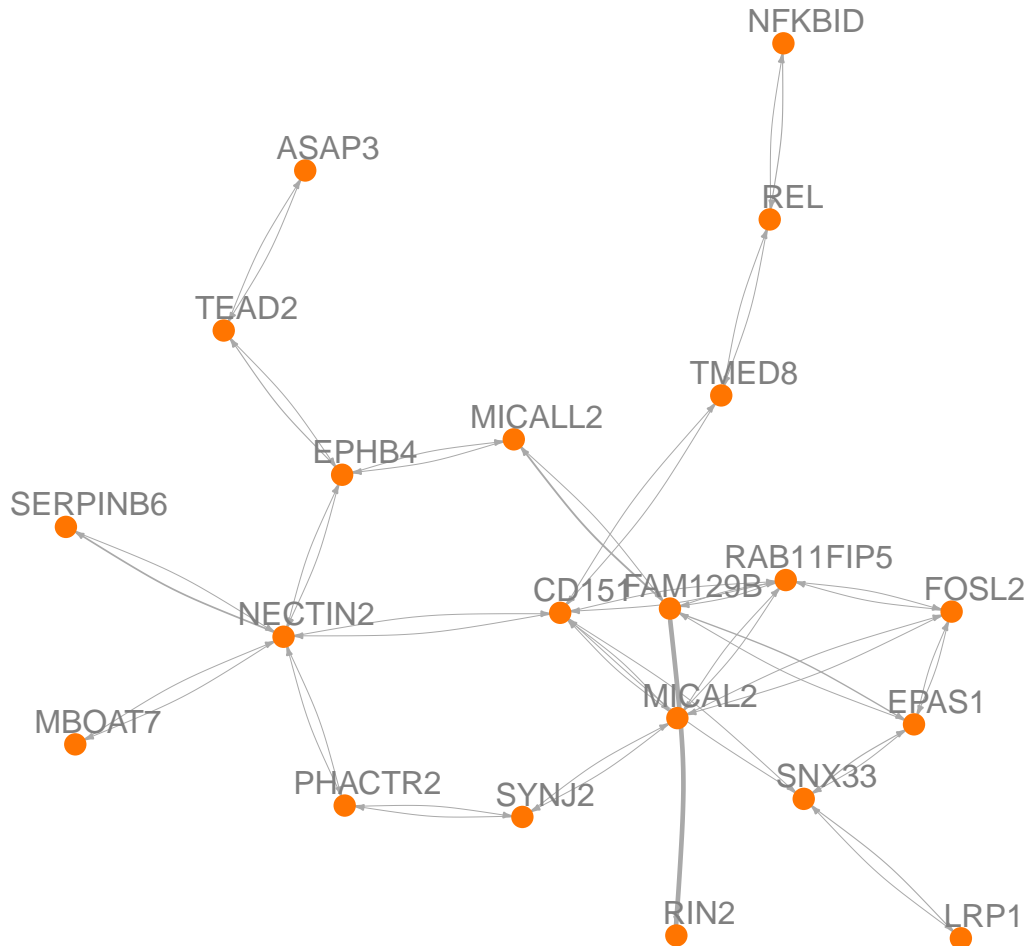 NFKBID
ASAP3
REL
TEAD2
TMED8
MICALL2
EPHB4
SERPINB6
RAB11FIP5
CD151
FAM129B
FOSL2
NECTIN2
MICAL2
EPAS1
MBOAT7
SNX33
PHACTR2
SYNJ2
RIN2
LRP1